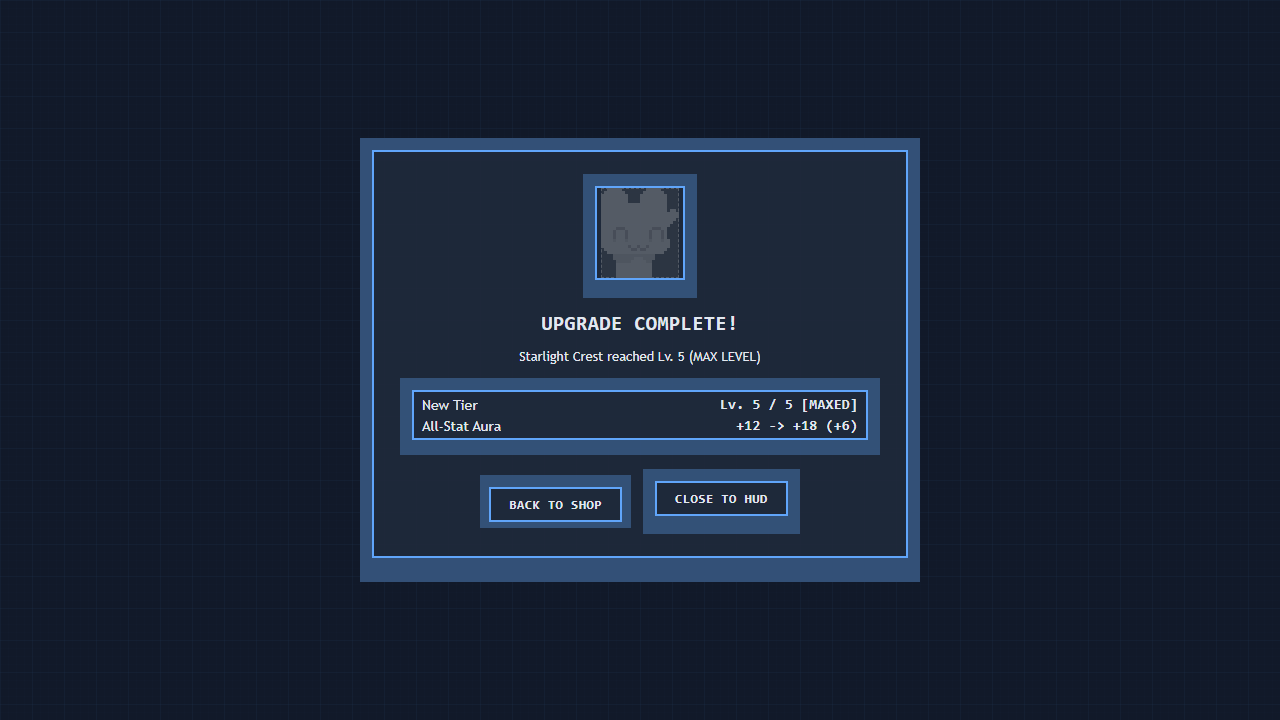 UPGRADE COMPLETE!
Starlight Crest reached Lv. 5 (MAX LEVEL)
New Tier Lv. 5 / 5 [MAXED]
All-Stat Aura +12 -> +18 (+6)
BACK TO SHOP CLOSE TO HUD